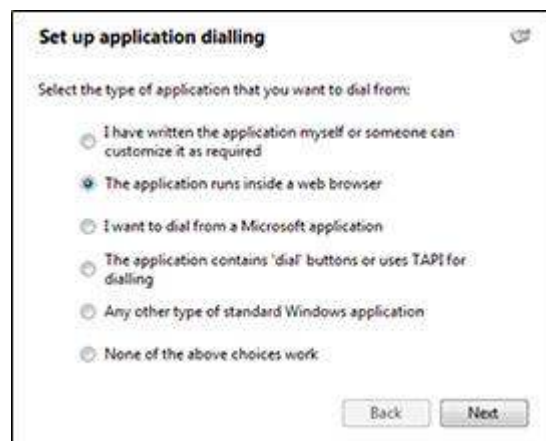 Set up application dialling
Select the type of application that you want to dial from:
I have written the application myself or someone can
customize it as required
The application runs inside a web browser
I want to dial from a Microsoft application
The application contains 'dial' buttons or uses TAPI for
dialling
Any other type of standard Windows application
None of the above choices work
Back Next